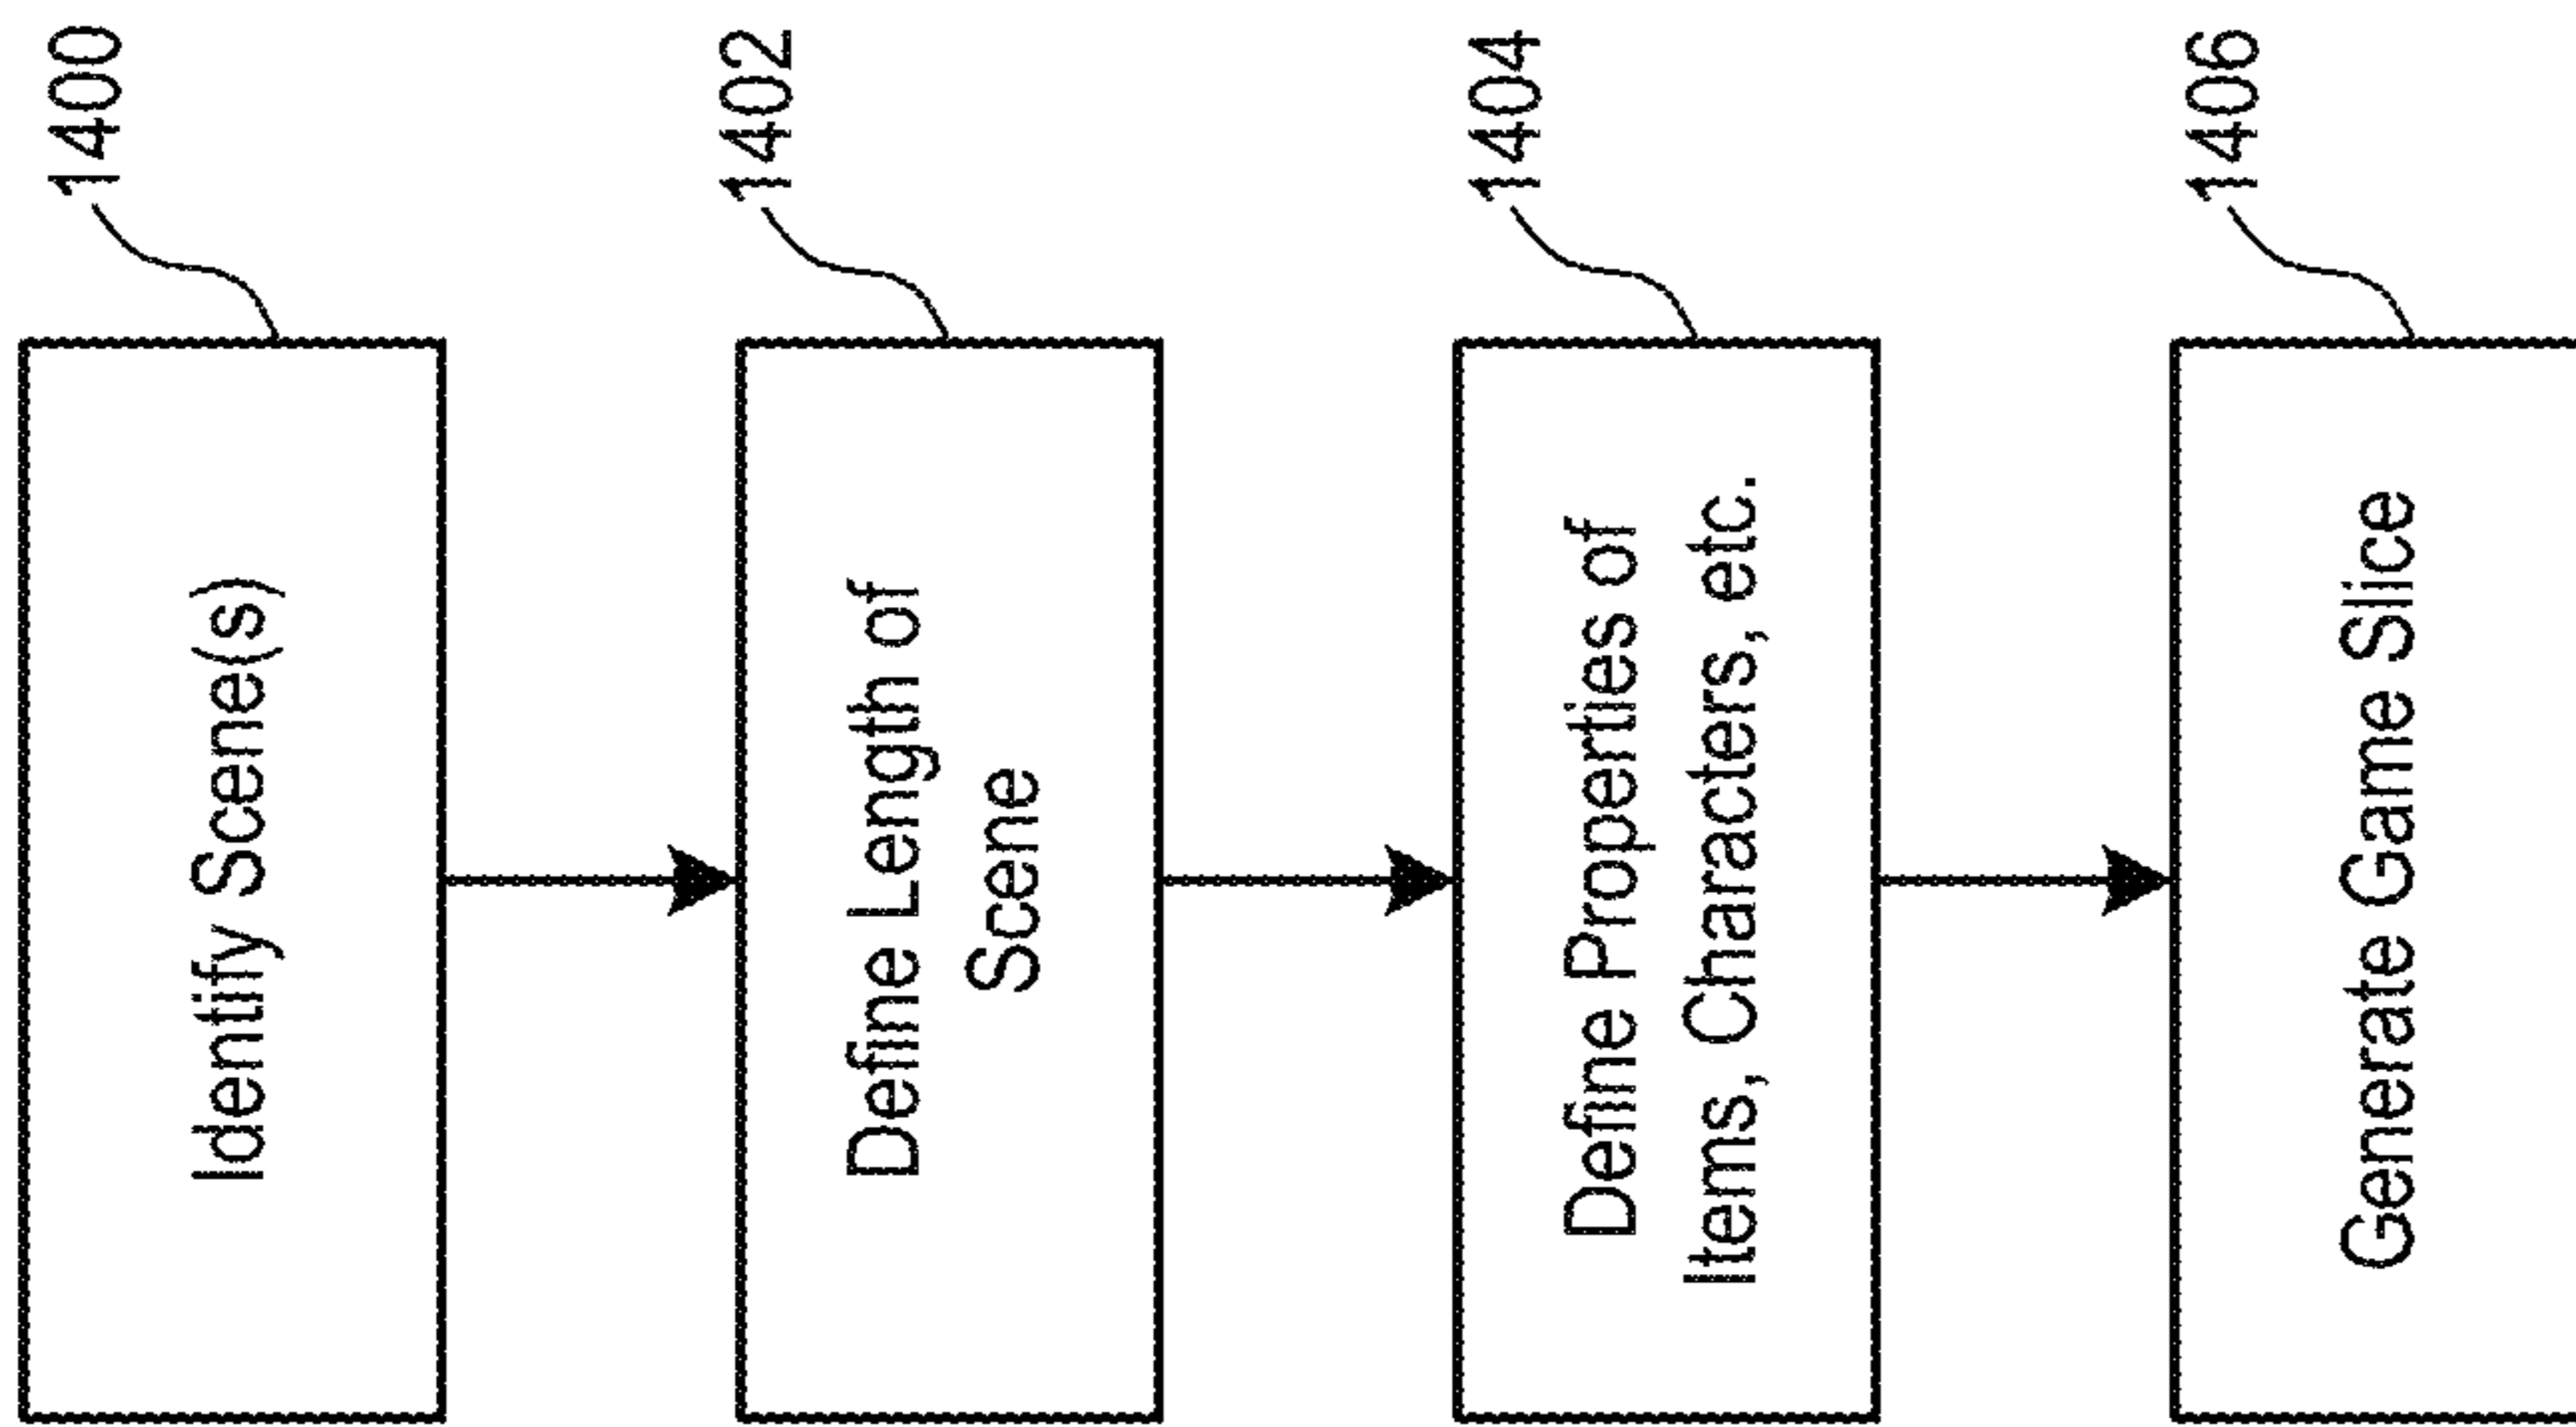 1400
Identify Scene(s)
1402
Define Length of
Scene
1404
Define Properties of
Items, Characters, etc.
1406
Generate Game Slice